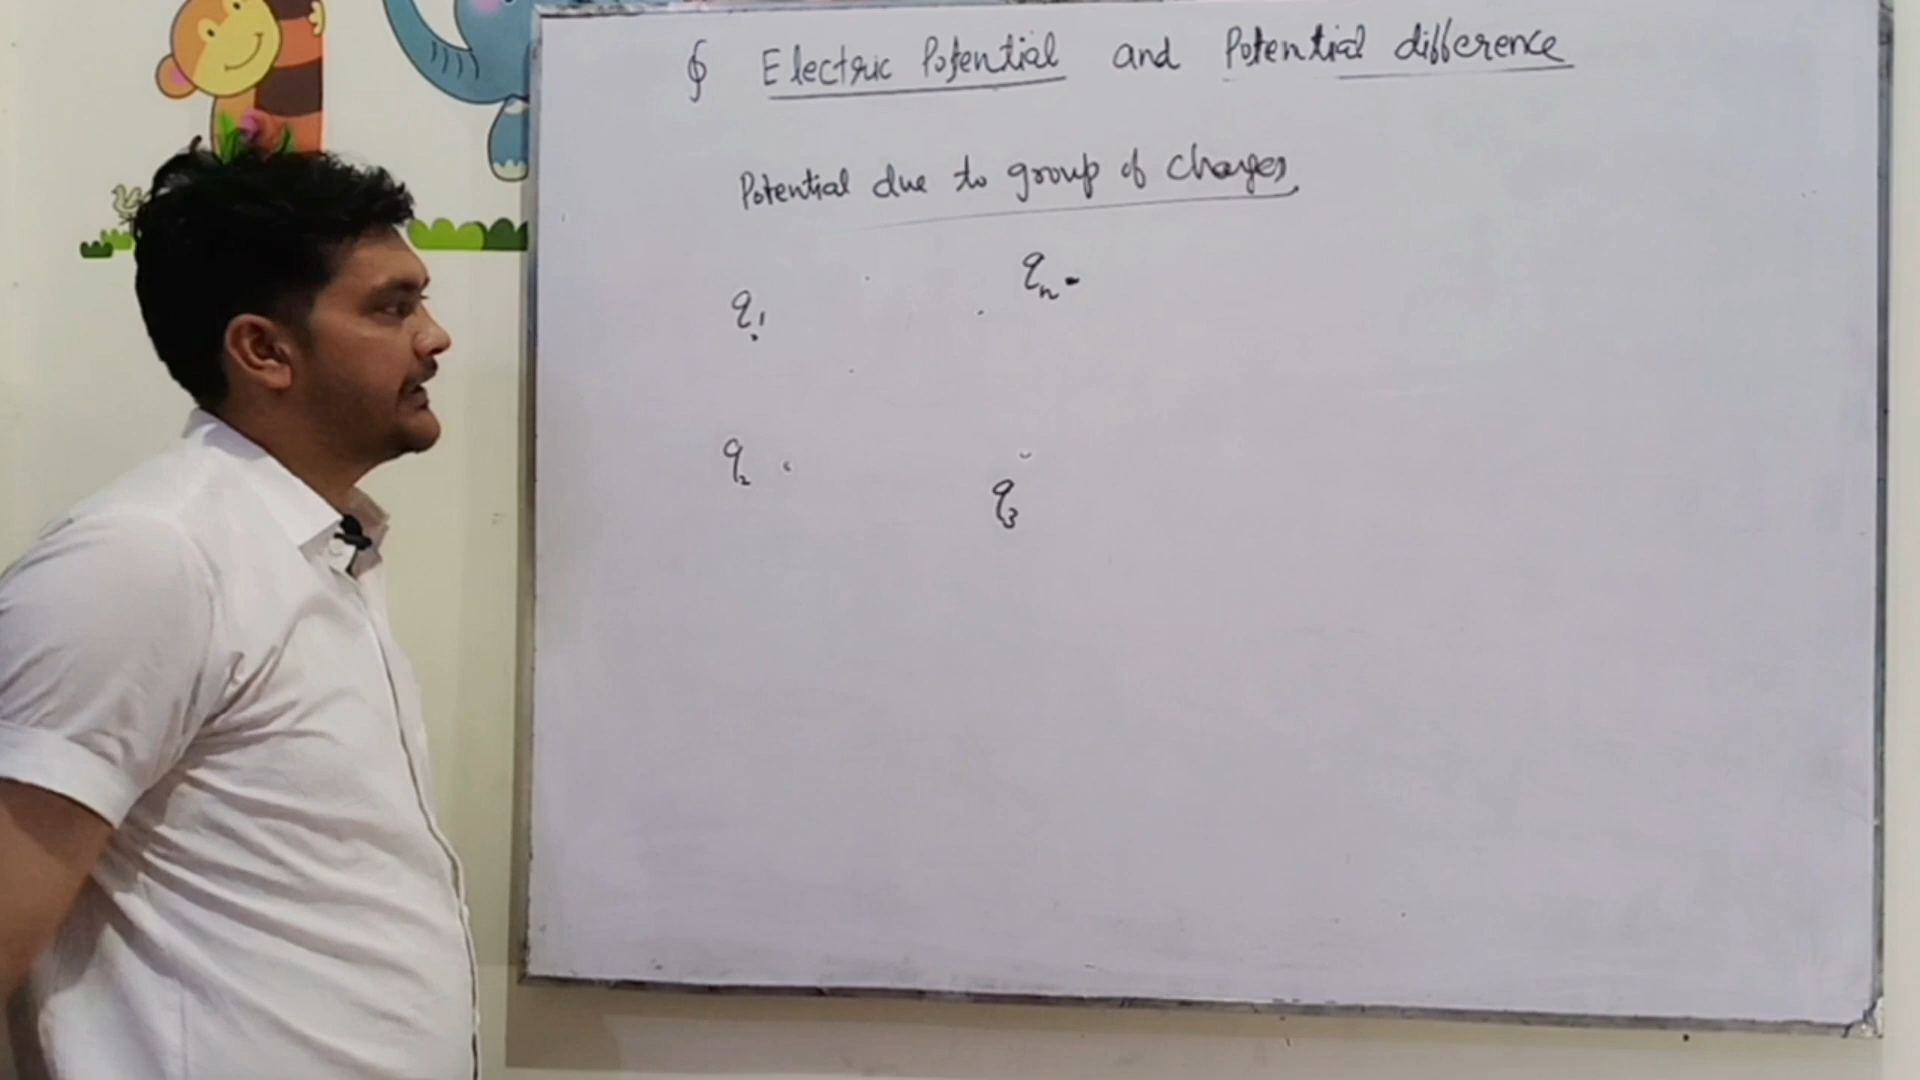 § Electric Potential and Potential difference
Potential due to group of charges
qn
q1
q2
q3